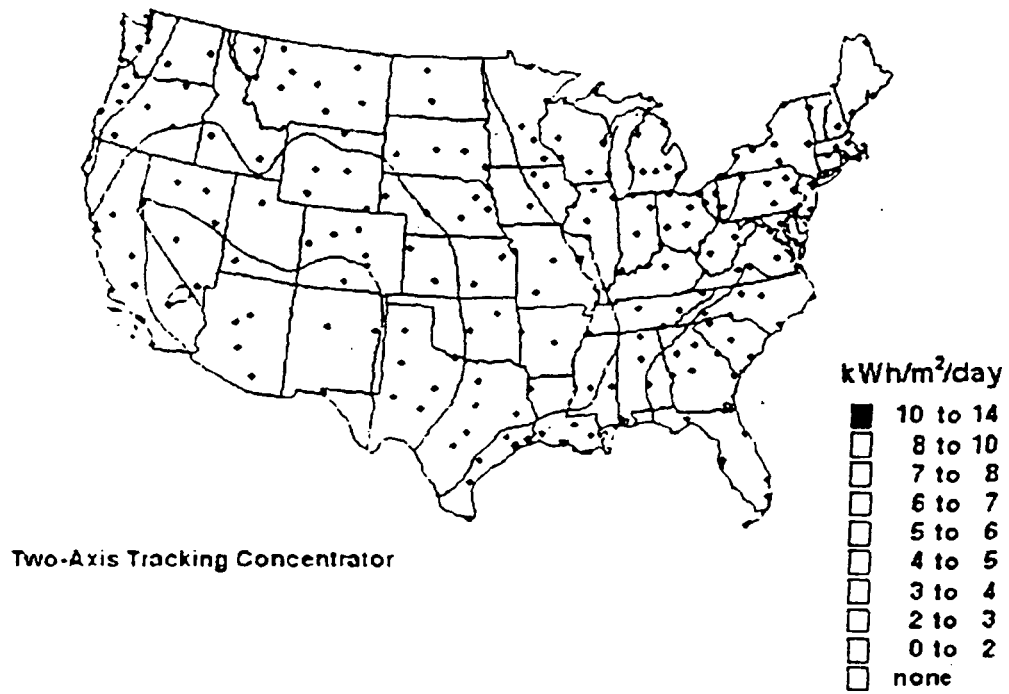 kWh/m²/day
10 to 14
8 to 10
7 to 8
6 to 7
5 to 6
4 to 5
3 to 4
2 to 3
0 to 2
none
Two-Axis Tracking Concentrator